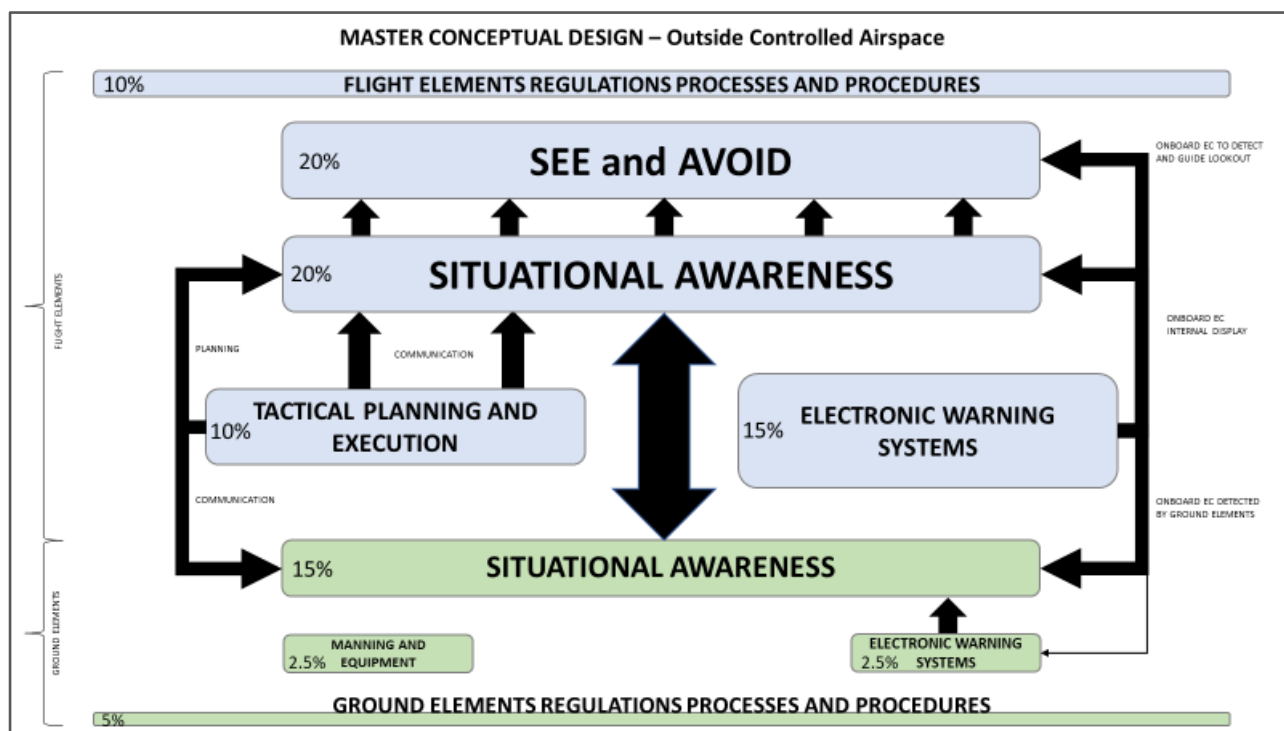 MASTER CONCEPTUAL DESIGN – Outside Controlled Airspace
10%
FLIGHT ELEMENTS REGULATIONS PROCESSES AND PROCEDURES
20%
SEE and AVOID
ONBOARD EC TO DETECT
AND GUIDE LOOKOUT
20%
SITUATIONAL AWARENESS
FLIGHT ELEMENTS
PLANNING
COMMUNICATION
ONBOARD EC
INTERNAL DISPLAY
10%
TACTICAL PLANNING AND
EXECUTION
15%
ELECTRONIC WARNING
SYSTEMS
COMMUNICATION
ONBOARD EC DETECTED
BY GROUND ELEMENTS
15%
SITUATIONAL AWARENESS
GROUND ELEMENTS
2.5%
MANNING AND
EQUIPMENT
2.5%
ELECTRONIC WARNING
SYSTEMS
GROUND ELEMENTS REGULATIONS PROCESSES AND PROCEDURES
5%